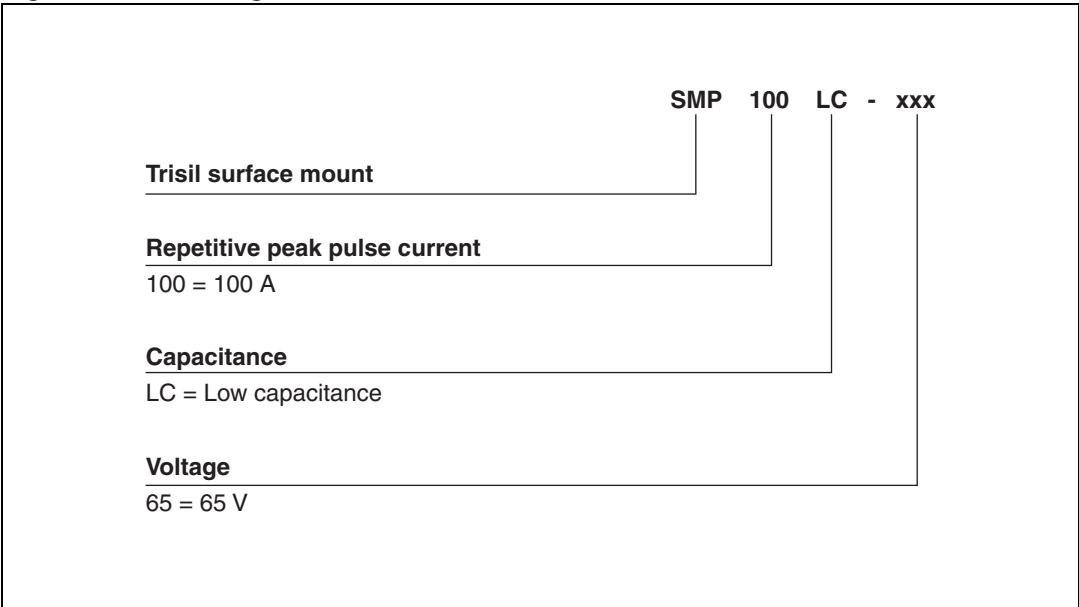 SMP 100 LC - xxx
Trisil surface mount
Repetitive peak pulse current
100 = 100 A
Capacitance
LC = Low capacitance
Voltage
65 = 65 V